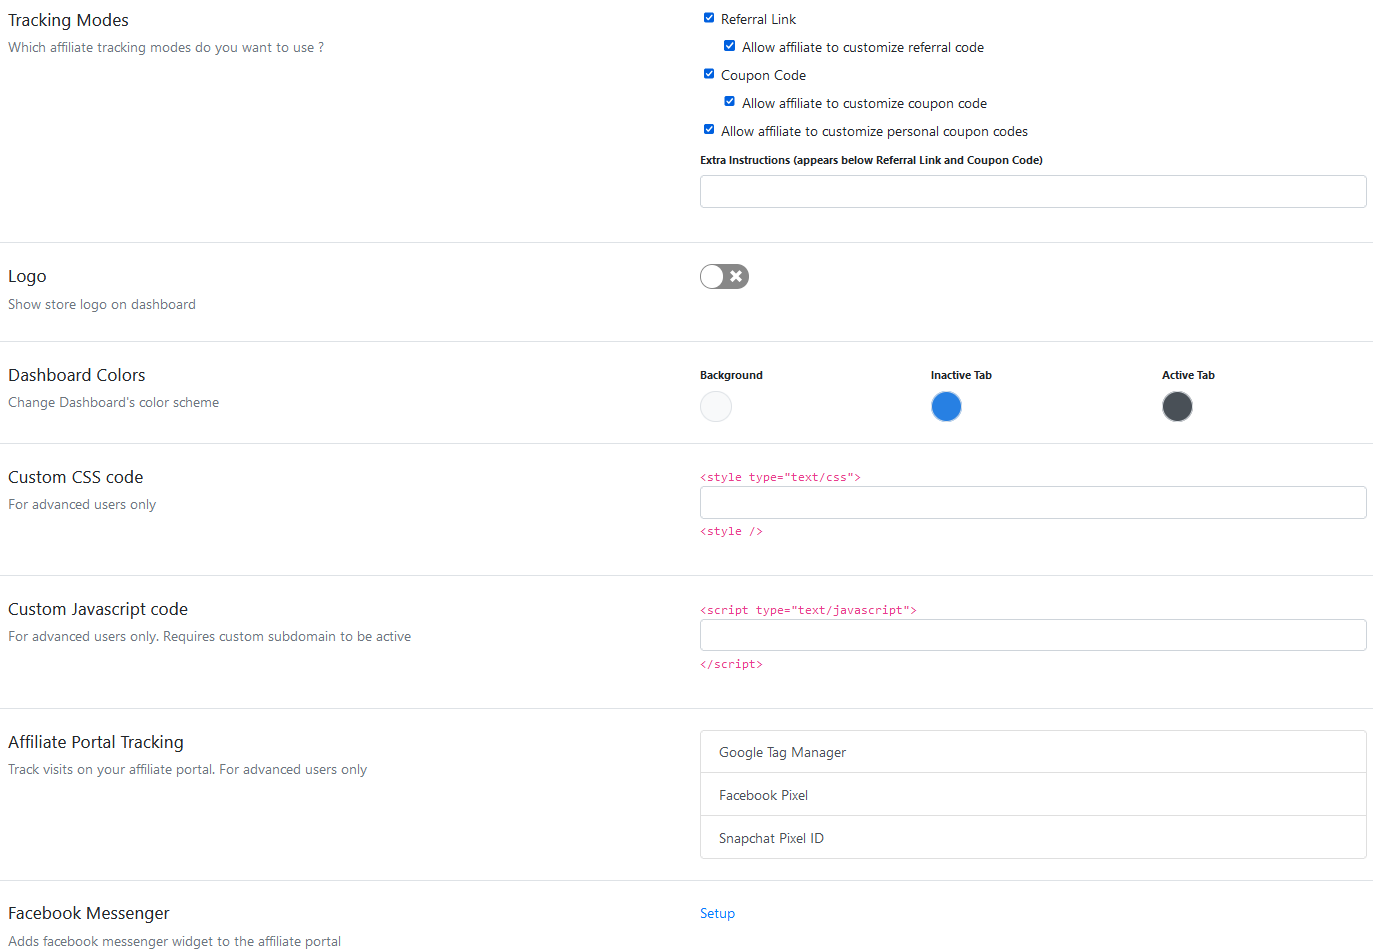 Tracking Modes
Which affiliate tracking modes do you want to use ?
Referral Link
Allow affiliate to customize referral code
Coupon Code
Allow affiliate to customize coupon code
Allow affiliate to customize personal coupon codes
Extra Instructions (appears below Referral Link and Coupon Code)
Logo
Show store logo on dashboard
Dashboard Colors
Change Dashboard's color scheme
Background
Inactive Tab
Active Tab
Custom CSS code
For advanced users only
<style type="text/css">
<style />
Custom Javascript code
For advanced users only. Requires custom subdomain to be active
<script type="text/javascript">
</script>
Affiliate Portal Tracking
Track visits on your affiliate portal. For advanced users only
Google Tag Manager
Facebook Pixel
Snapchat Pixel ID
Facebook Messenger
Adds facebook messenger widget to the affiliate portal
Setup